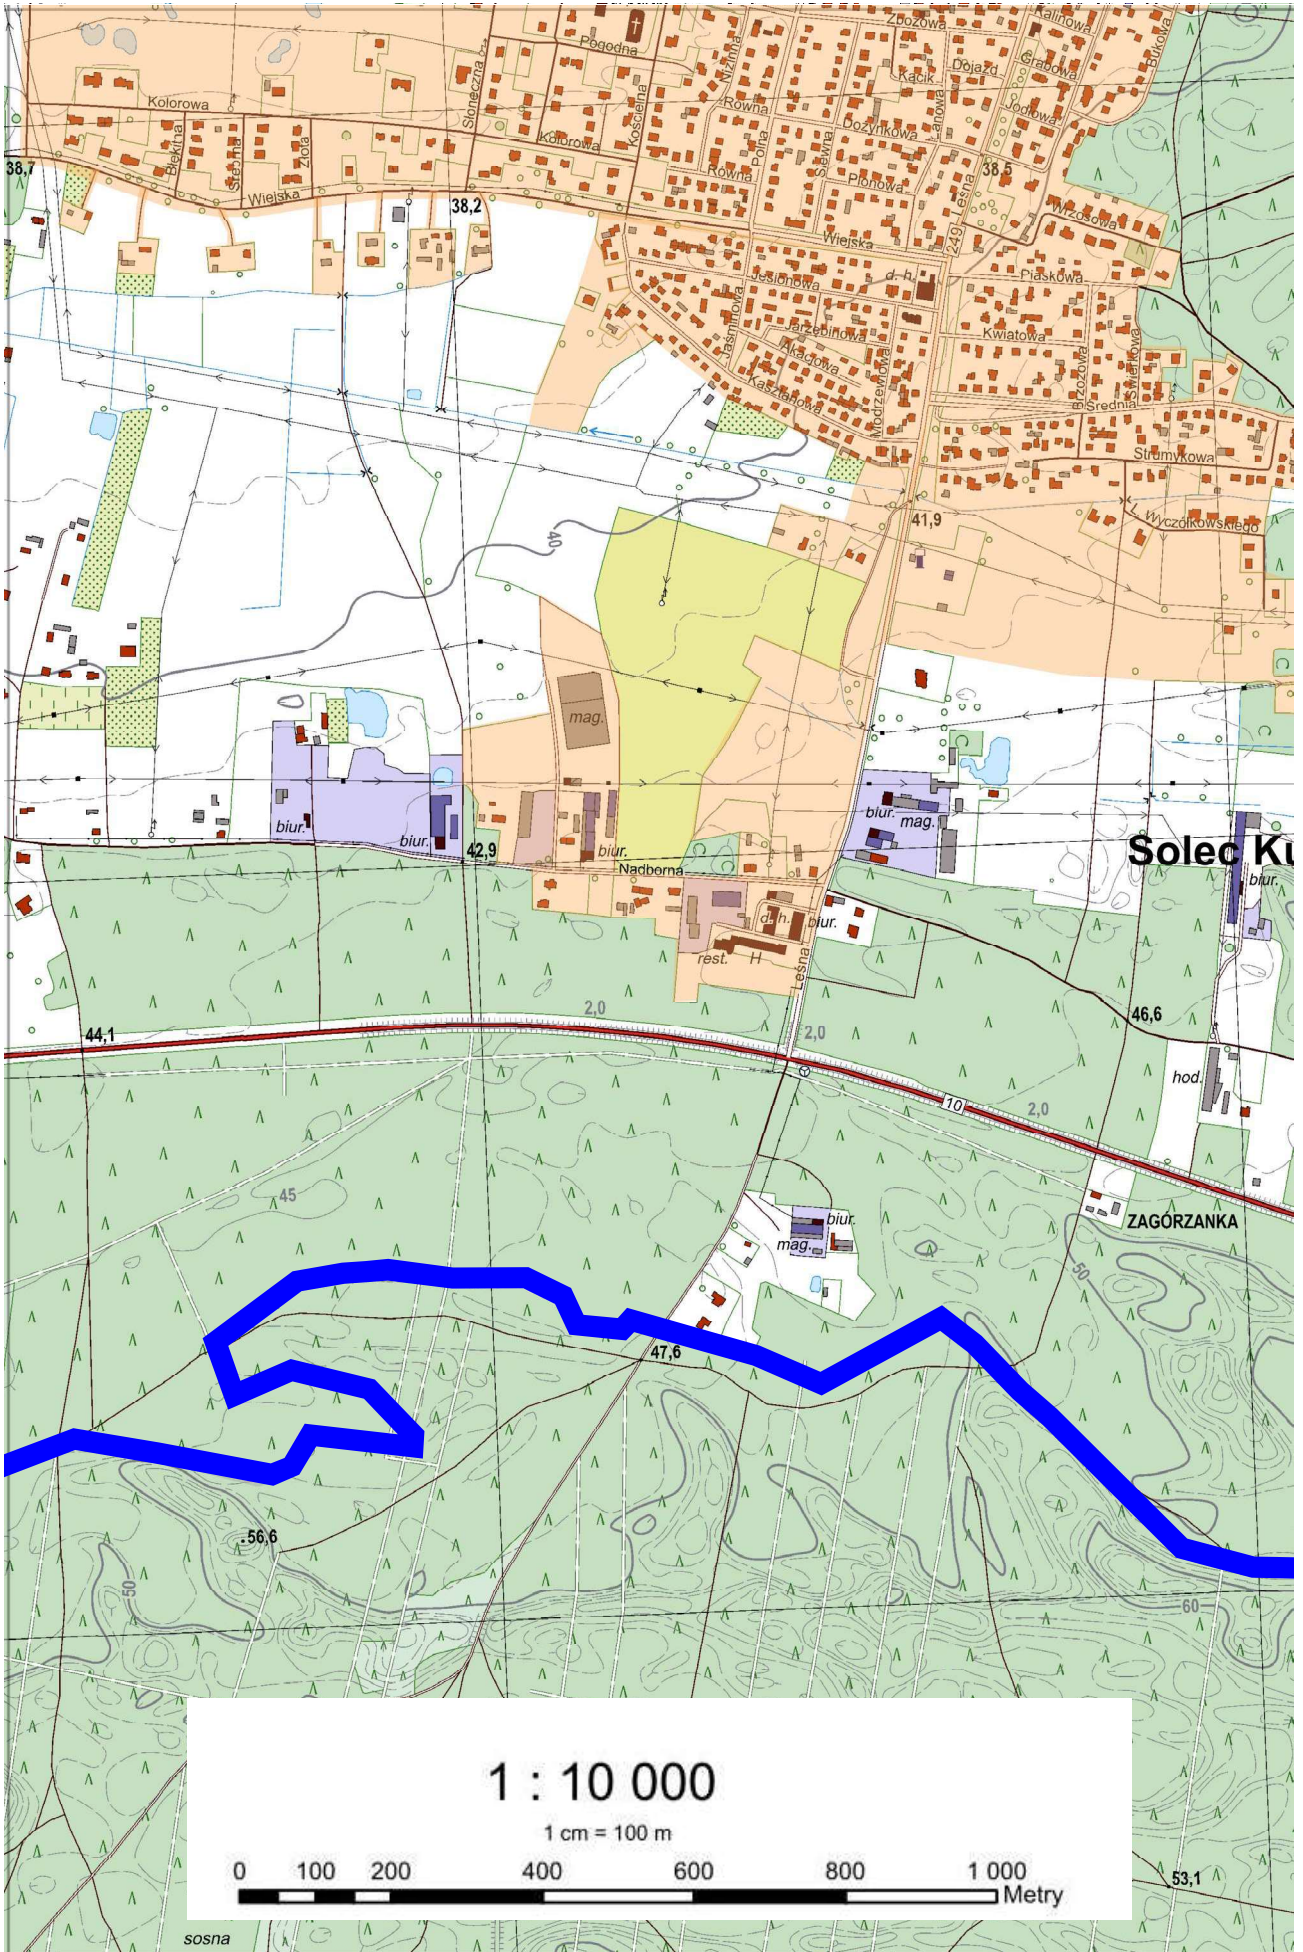 Zbożowa
Kalinowa
Bukowa
Pogodna
Nizinna
Kącik
Dojazd
Grabowa
Słoneczna
Kolorowa
Kościelna
Równa
Łanowa
Jodłowa
Dożynkowa
Błękitna
Srebrna
Złota
Kolorowa
Polna
Siewna
38,7
Równa
Plonowa
38,5
Leśna
249
Wiejska
38,2
Wrzosowa
Wiejska
Jesionowa
d. h.
Piaskowa
Jaśminowa
Jarzębinowa
Kwiatowa
Akacjowa
Modrzewiowa
Brzozowa
Świerkowa
Kasztanowa
Średnia
Strumykowa
41,9
L. Wyczółkowskiego
40
mag.
biur.
biur.
42,9
biur.
biur.
mag.
Solec Ku
biur.
Nadborna
d. h.
biur.
rest.
H
Leśna
2,0
46,6
44,1
2,0
hod.
10
2,0
45
biur.
mag.
ZAGÓRZANKA
50
47,6
56,6
50
60
1 : 10 000
1 cm = 100 m
0 100 200 400 600 800 1 000
Metry
53,1
sosna